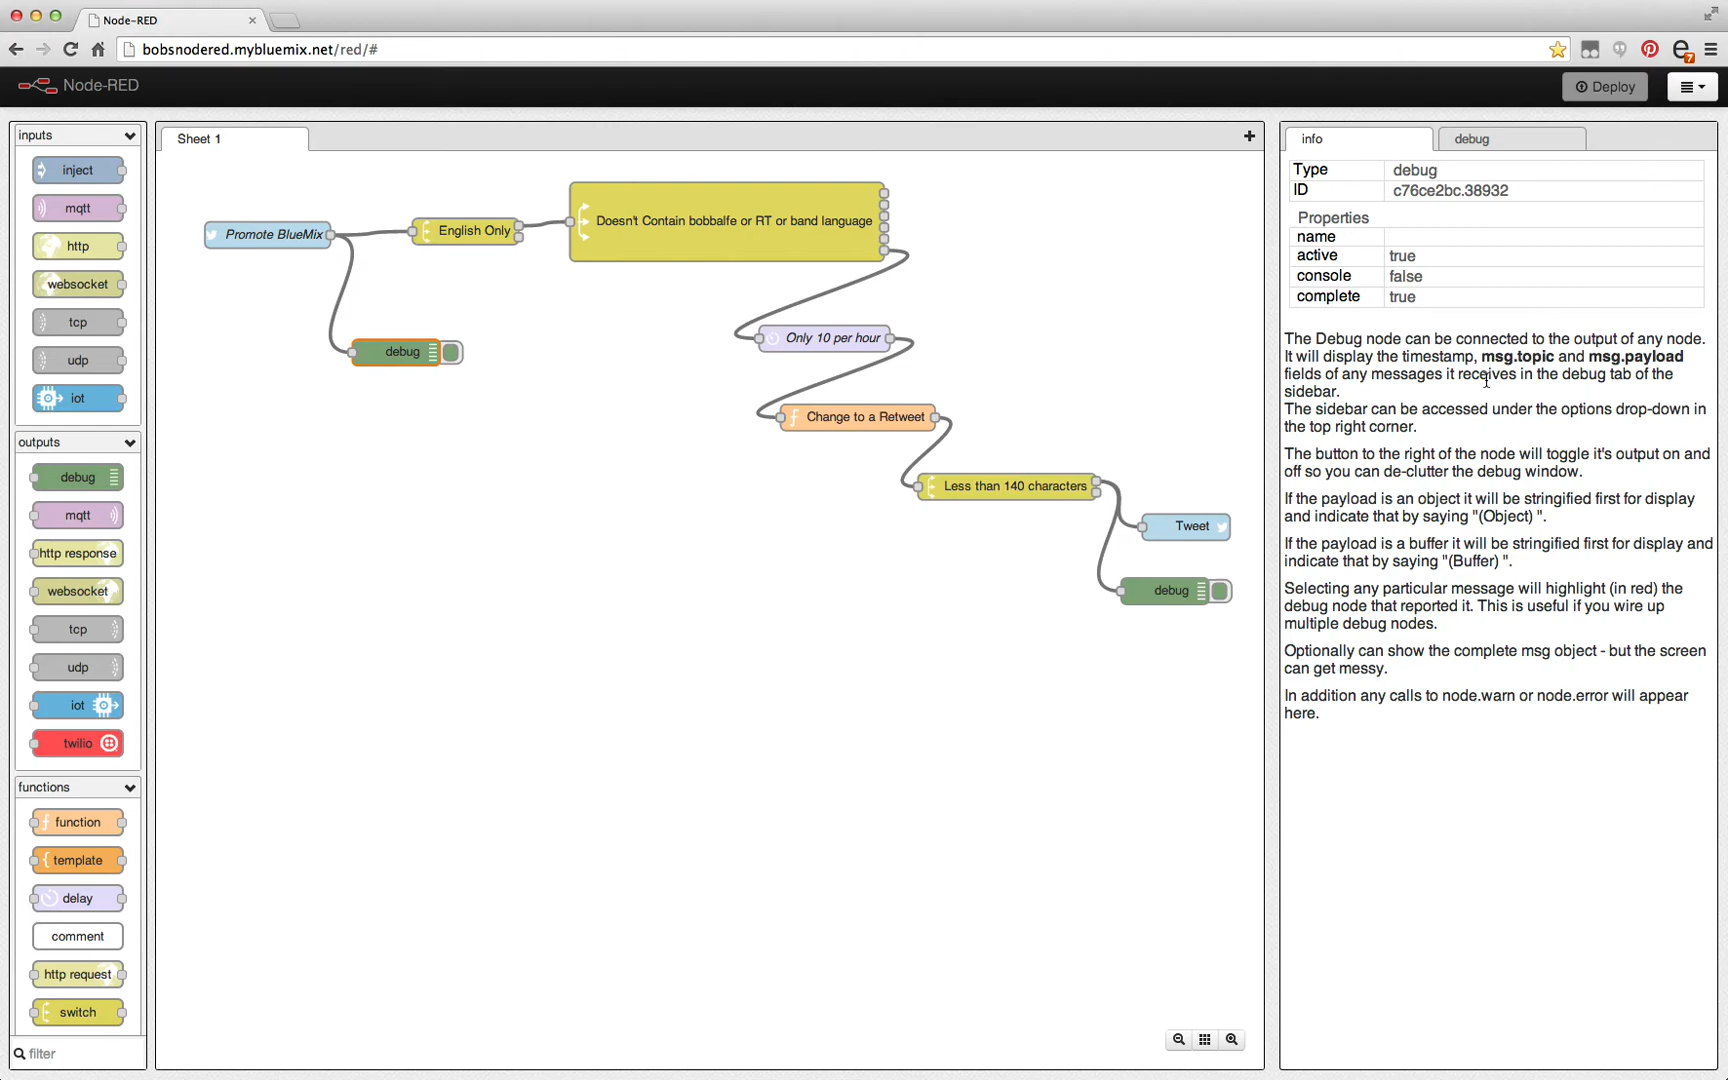 Node-RED
bobsnodered.mybluemix.net/red/#
7
Node-RED
Deploy
inputs
inject
mqtt
http
websocket
tcp
udp
iot
outputs
debug
mqtt
http response
websocket
tcp
udp
iot
twilio
functions
function
template
delay
comment
http request
switch
filter
Sheet 1
Promote BlueMix
English Only
Doesn't Contain bobbalfe or RT or band language
debug
Only 10 per hour
Change to a Retweet
Less than 140 characters
Tweet
debug
info
debug
Type debug
ID c76ce2bc.38932
Properties
name
active true
console false
complete true
The Debug node can be connected to the output of any node.
It will display the timestamp, msg.topic and msg.payload
fields of any messages it receives in the debug tab of the
sidebar.
The sidebar can be accessed under the options drop-down in
the top right corner.
The button to the right of the node will toggle it's output on and
off so you can de-clutter the debug window.
If the payload is an object it will be stringified first for display
and indicate that by saying "(Object) ".
If the payload is a buffer it will be stringified first for display and
indicate that by saying "(Buffer) ".
Selecting any particular message will highlight (in red) the
debug node that reported it. This is useful if you wire up
multiple debug nodes.
Optionally can show the complete msg object - but the screen
can get messy.
In addition any calls to node.warn or node.error will appear
here.